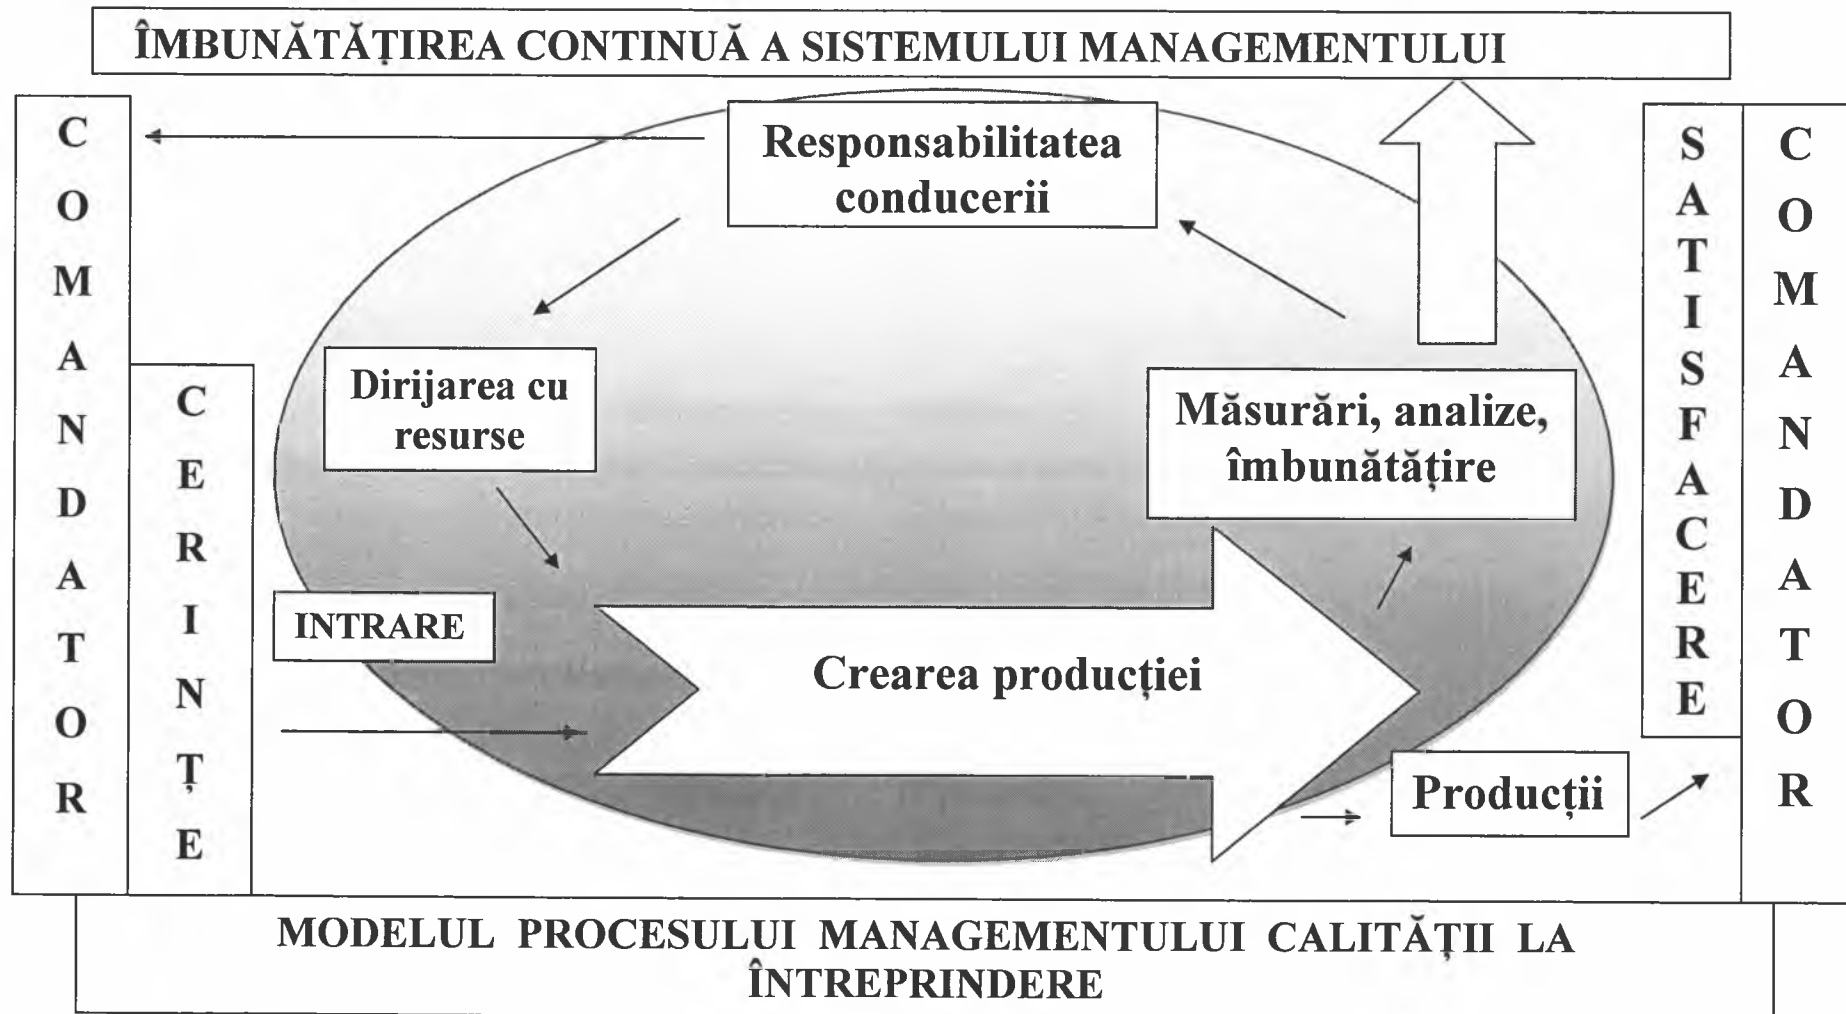 ÎMBUNĂTĂȚIREA CONTINUĂ A SISTEMULUI MANAGEMENTULUI
COMANDATOR
CERINȚE
Responsabilitatea
conducerii
Dirijarea cu
resurse
Măsurări, analize,
îmbunătățire
INTRARE
Crearea producției
Producții
SATISFACERE
COMANDATOR
MODELUL PROCESULUI MANAGEMENTULUI CALITĂȚII LA
ÎNTREPRINDERE